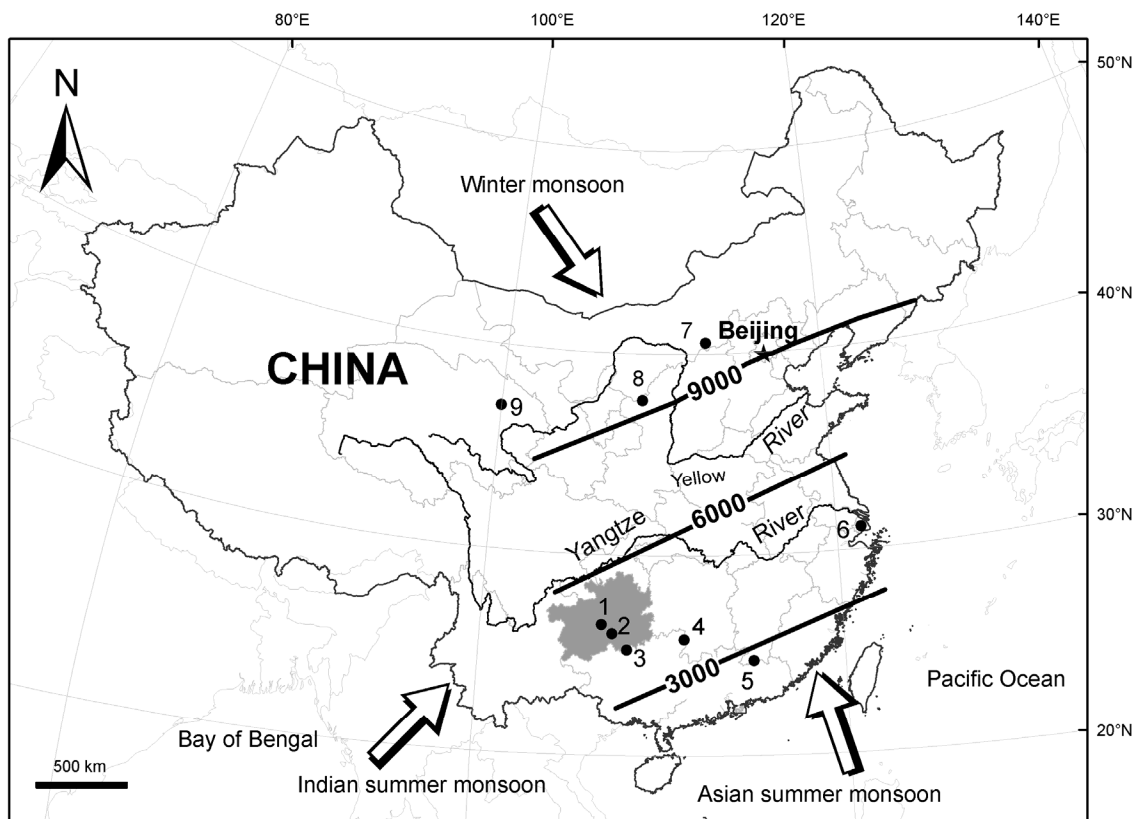 80°E
100°E
120°E
140°E
50°N
N
Winter monsoon
40°N
7
Beijing
CHINA
8
9000
9
River
Yellow
6000
Yangtze
River
30°N
6
1
2
4
3
5
3000
Pacific Ocean
20°N
Bay of Bengal
500 km
Indian summer monsoon
Asian summer monsoon